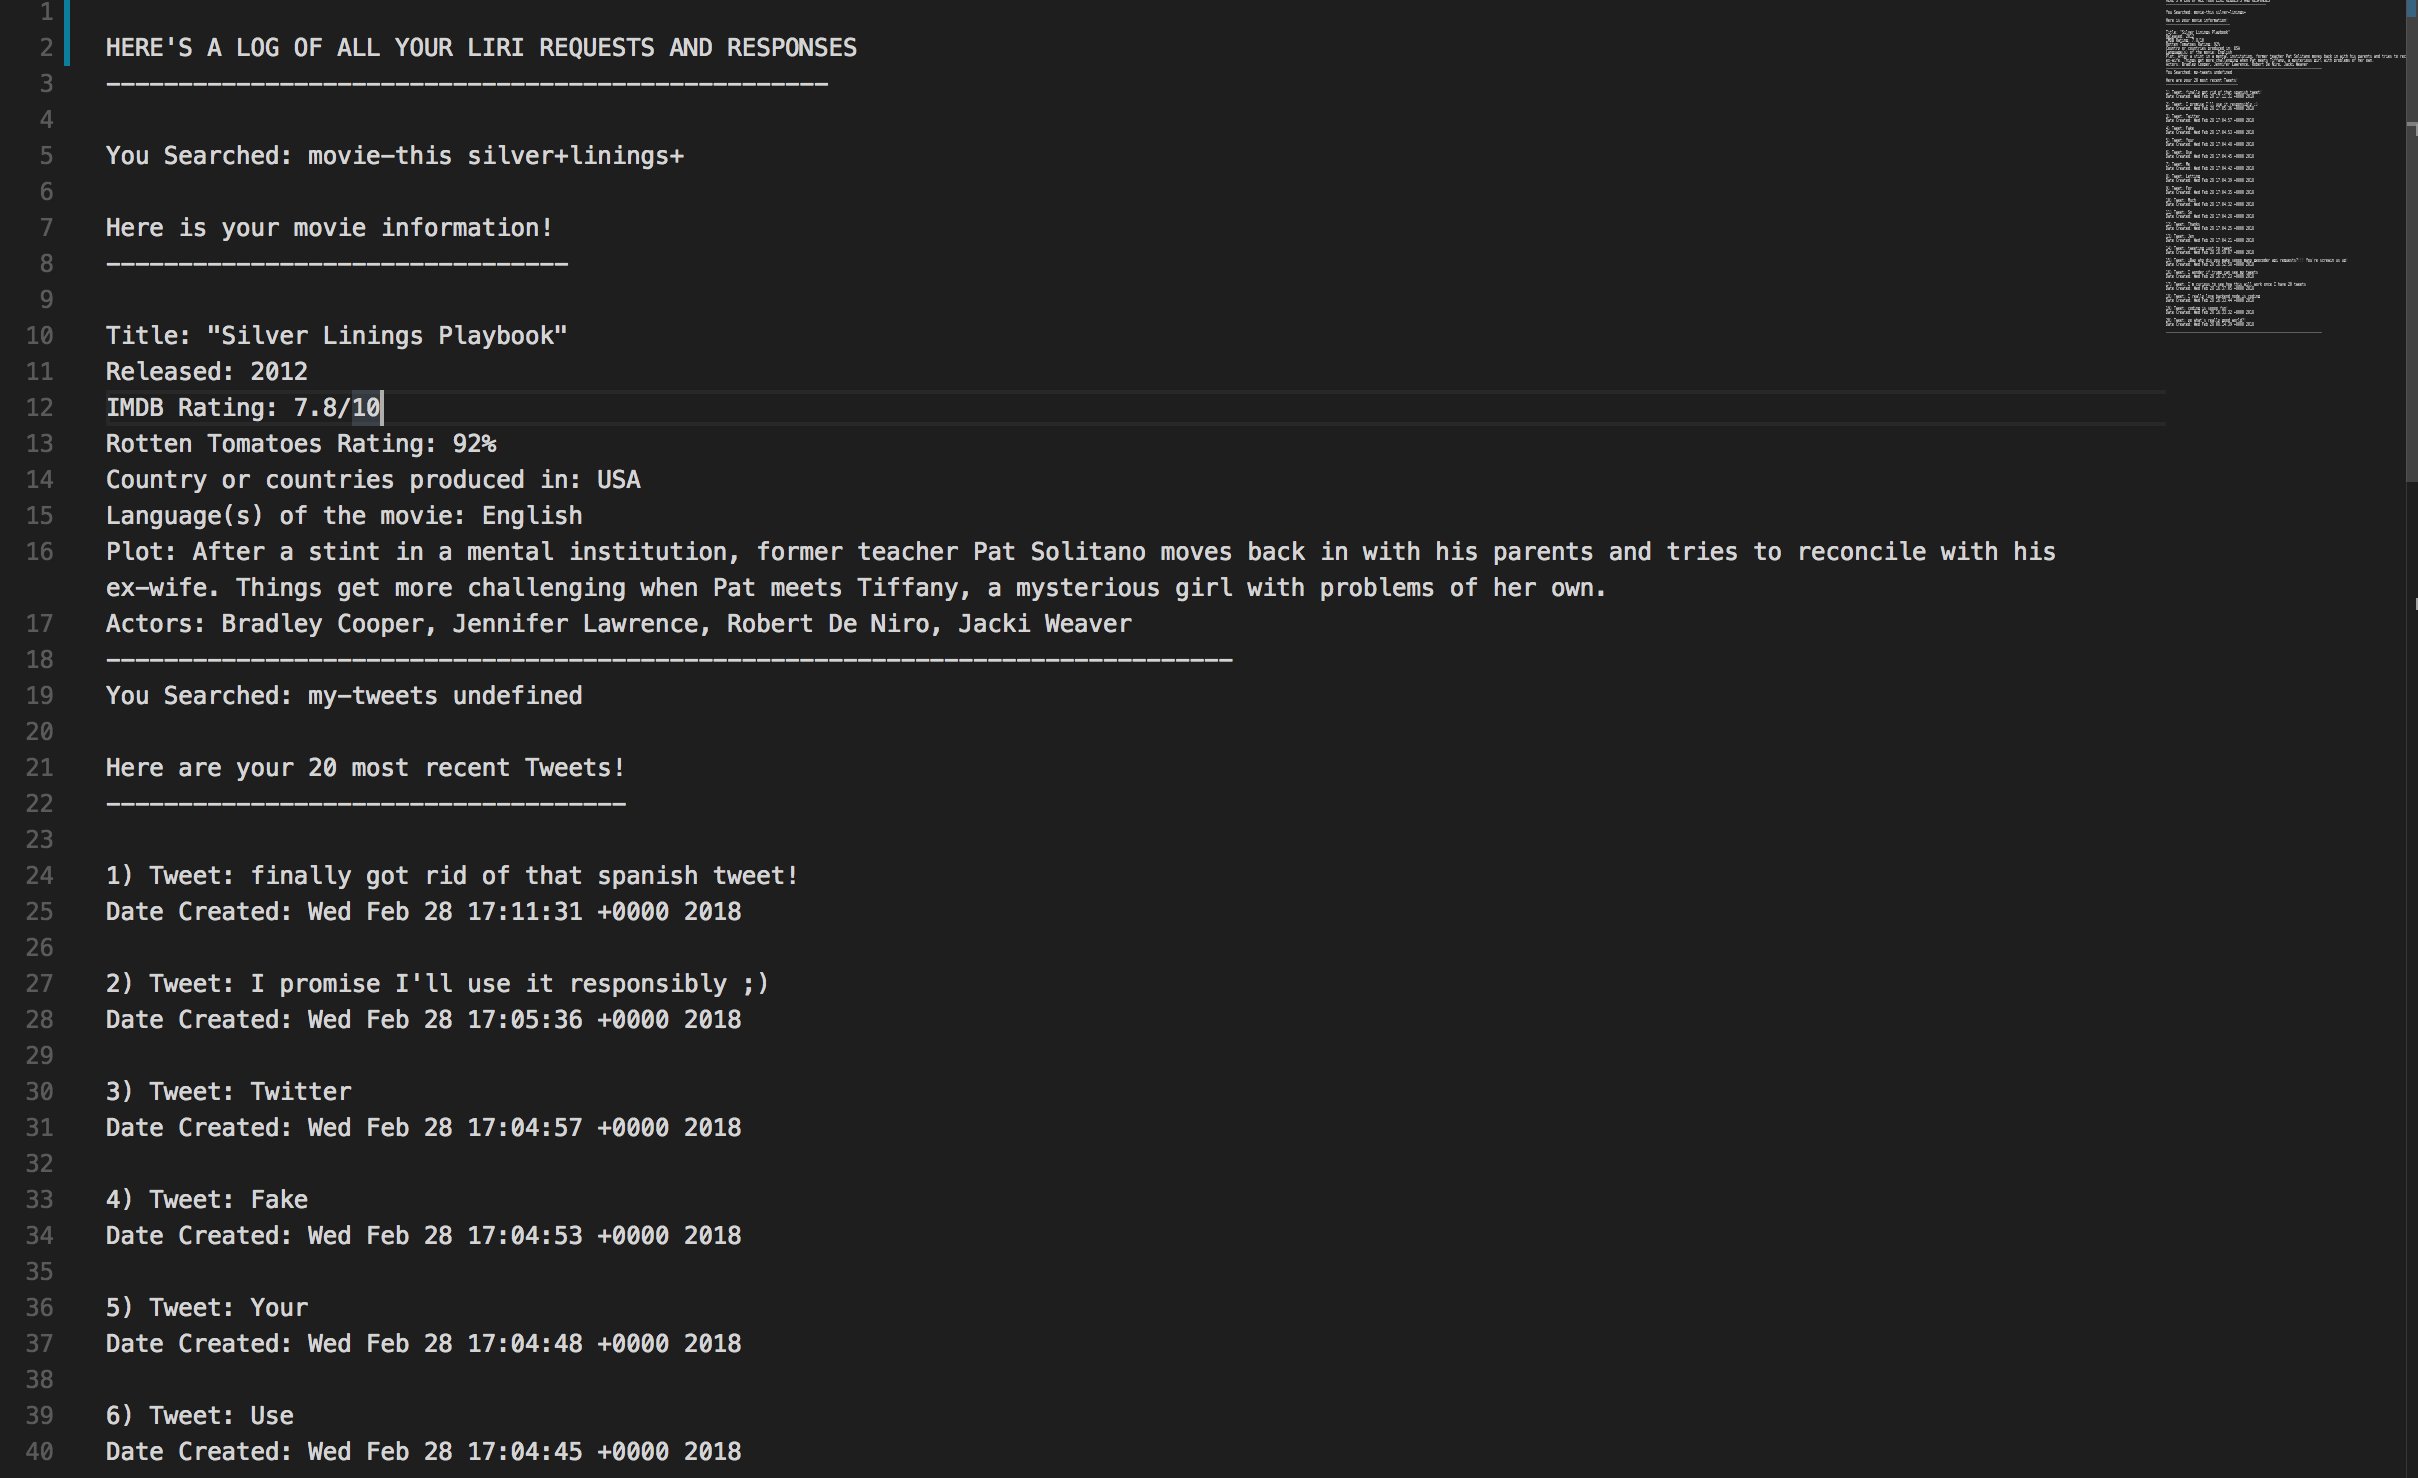 1
2 HERE'S A LOG OF ALL YOUR LIRI REQUESTS AND RESPONSES
3 --------------------------------------------------
4
5 You Searched: movie-this silver+linings+
6
7 Here is your movie information!
8 --------------------------------
9
10 Title: "Silver Linings Playbook"
11 Released: 2012
12 IMDB Rating: 7.8/10
13 Rotten Tomatoes Rating: 92%
14 Country or countries produced in: USA
15 Language(s) of the movie: English
16 Plot: After a stint in a mental institution, former teacher Pat Solitano moves back in with his parents and tries to reconcile with his
ex-wife. Things get more challenging when Pat meets Tiffany, a mysterious girl with problems of her own.
17 Actors: Bradley Cooper, Jennifer Lawrence, Robert De Niro, Jacki Weaver
18 ------------------------------------------------------------------------------
19 You Searched: my-tweets undefined
20
21 Here are your 20 most recent Tweets!
22 ------------------------------------
23
24 1) Tweet: finally got rid of that spanish tweet!
25 Date Created: Wed Feb 28 17:11:31 +0000 2018
26
27 2) Tweet: I promise I'll use it responsibly ;)
28 Date Created: Wed Feb 28 17:05:36 +0000 2018
29
30 3) Tweet: Twitter
31 Date Created: Wed Feb 28 17:04:57 +0000 2018
32
33 4) Tweet: Fake
34 Date Created: Wed Feb 28 17:04:53 +0000 2018
35
36 5) Tweet: Your
37 Date Created: Wed Feb 28 17:04:48 +0000 2018
38
39 6) Tweet: Use
40 Date Created: Wed Feb 28 17:04:45 +0000 2018